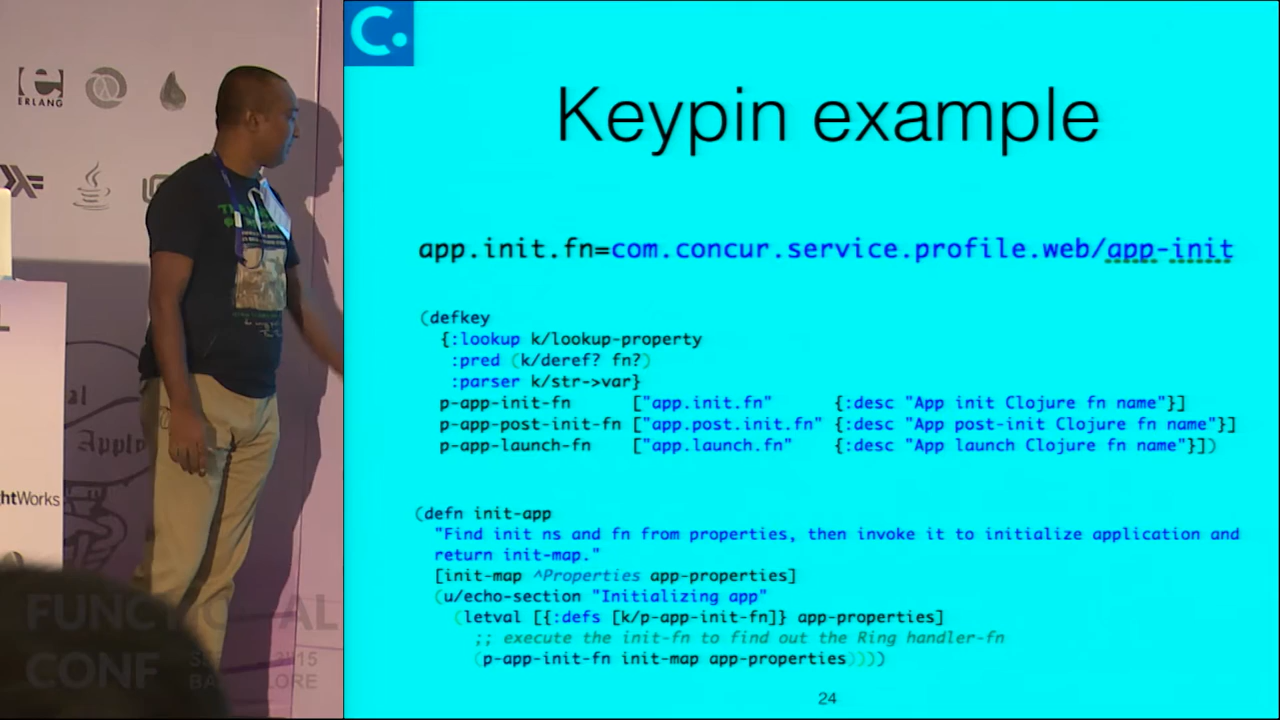 ERLANG
Keypin example
app.init.fn=com.concur.service.profile.web/app-init
(defkey
{:lookup k/lookup-property
:pred (k/deref? fn?)
:parser k/str->var}
p-app-init-fn ["app.init.fn" {:desc "App init Clojure fn name"}]
p-app-post-init-fn ["app.post.init.fn" {:desc "App post-init Clojure fn name"}]
p-app-launch-fn ["app.launch.fn" {:desc "App launch Clojure fn name"}])
(defn init-app
"Find init ns and fn from properties, then invoke it to initialize application and
return init-map."
[init-map ^Properties app-properties]
(u/echo-section "Initializing app"
(letval [{:defs [k/p-app-init-fn]} app-properties]
;; execute the init-fn to find out the Ring handler-fn
(p-app-init-fn init-map app-properties))))
24
htWorks
FUNCTIONAL
CONF